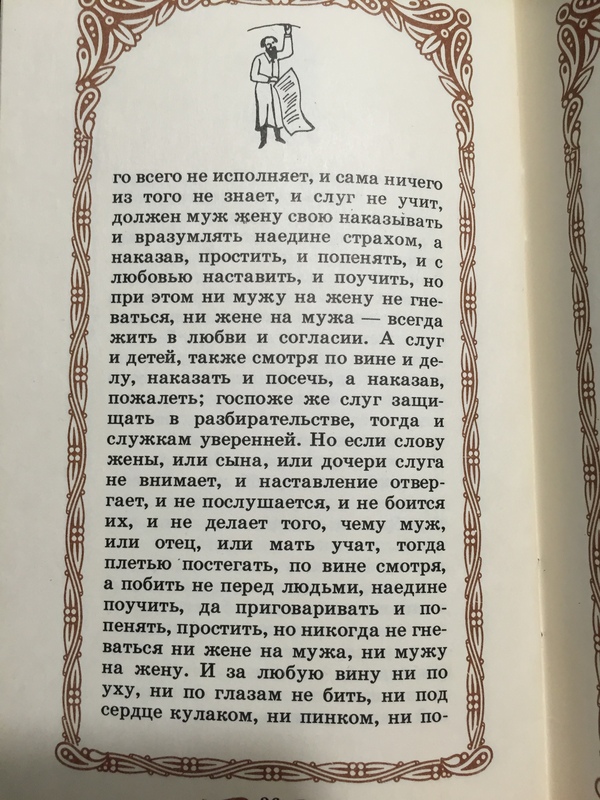 го всего не исполняет, и сама ничего
из того не знает, и слуг не учит,
должен муж жену свою наказывать
и вразумлять наедине страхом, а
наказав, простить, и попенять, и с
любовью наставить, и поучить, но
при этом ни мужу на жену не гне-
ваться, ни жене на мужа — всегда
жить в любви и согласии. А слуг
и детей, также смотря по вине и де-
лу, наказать и посечь, а наказав,
пожалеть; госпоже же слуг защи-
щать в разбирательстве, тогда и
служкам уверенней. Но если слову
жены, или сына, или дочери слуга
не внимает, и наставление отвер-
гает, и не послушается, и не боится
их, и не делает того, чему муж,
или отец, или мать учат, тогда
плетью постегать, по вине смотря,
а побить не перед людьми, наедине
поучить, да приговаривать и по-
пенять, простить, но никогда не гне-
ваться ни жене на мужа, ни мужу
на жену. И за любую вину ни по
уху, ни по глазам не бить, ни под
сердце кулаком, ни пинком, ни по-